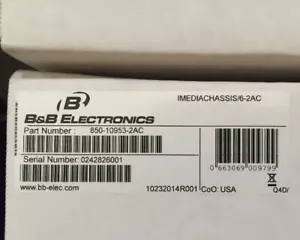 B
B&B ELECTRONICS
IMEDIACHASSIS/6-2AC
Part Number : 850-10953-2AC
Serial Number: 0242826001
0 663069 009799
www.bb-elec.com 10232014R001 CoO: USA Q4D/